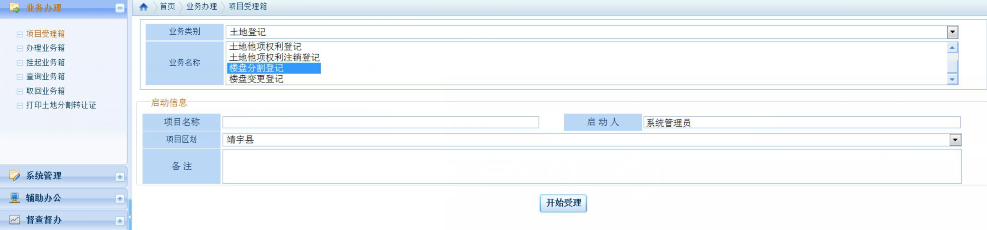 业务办理
项目受理箱
办理业务箱
挂起业务箱
查询业务箱
取回业务箱
打印土地分割转让证
系统管理
辅助办公
督查督办
首页 业务办理 项目受理箱
业务类别 土地登记
业务名称
土地他项权利登记
土地他项权利注销登记
楼盘分割登记
楼盘变更登记
启动信息
项目名称 启动人 系统管理员
项目区划 靖宇县
备注
开始受理